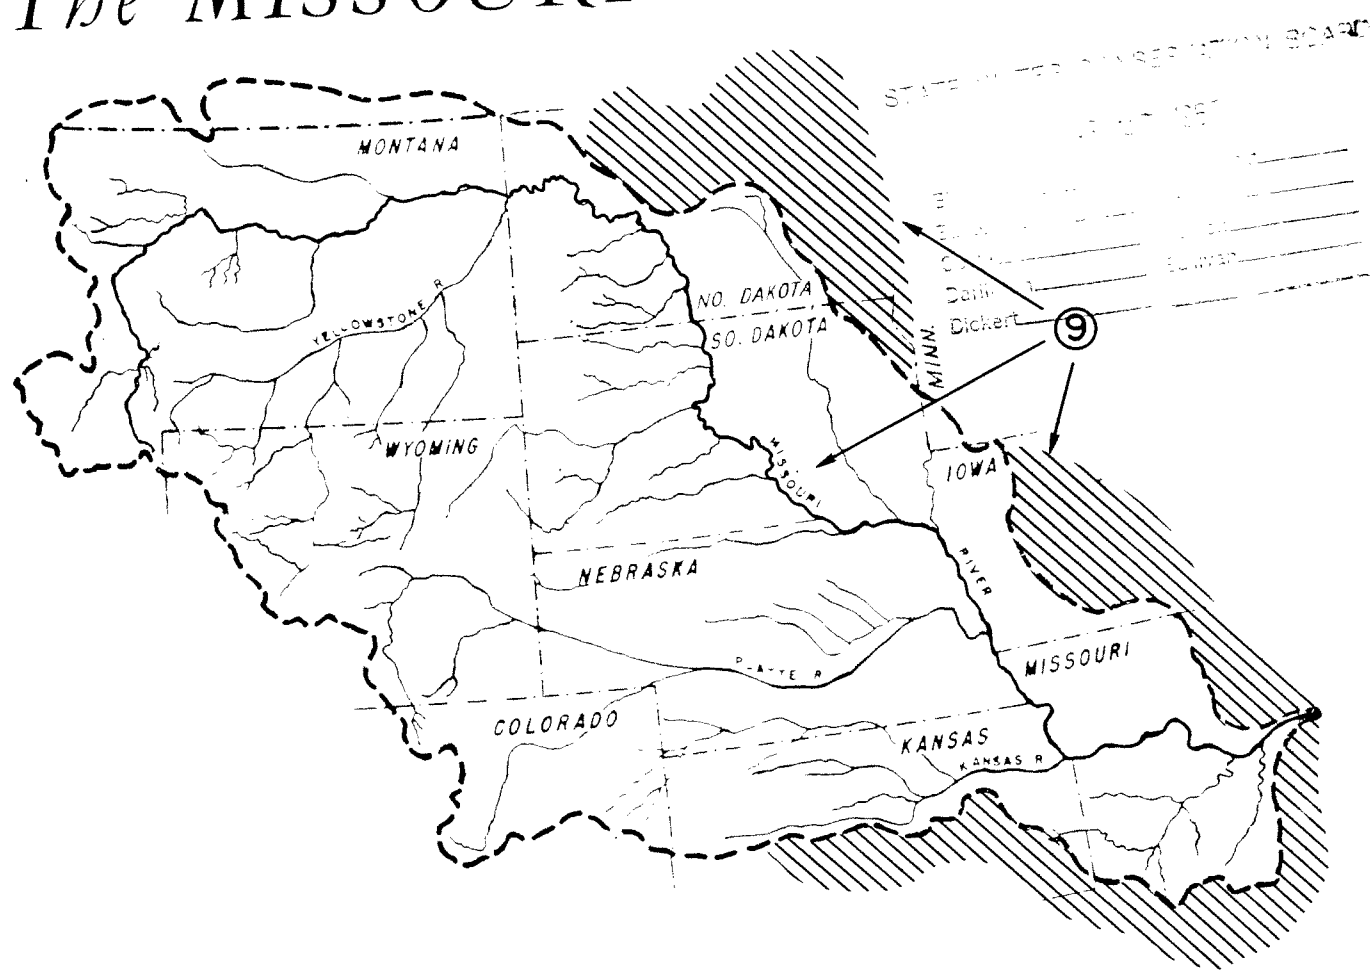 The MISSOURI
MONTANA
YELLOWSTONE R
NO. DAKOTA
SO. DAKOTA
MINN.
Dickert
9
WYOMING
MISSOURI
IOWA
NEBRASKA
RIVER
PLATTE R
MISSOURI
COLORADO
KANSAS
KANSAS R